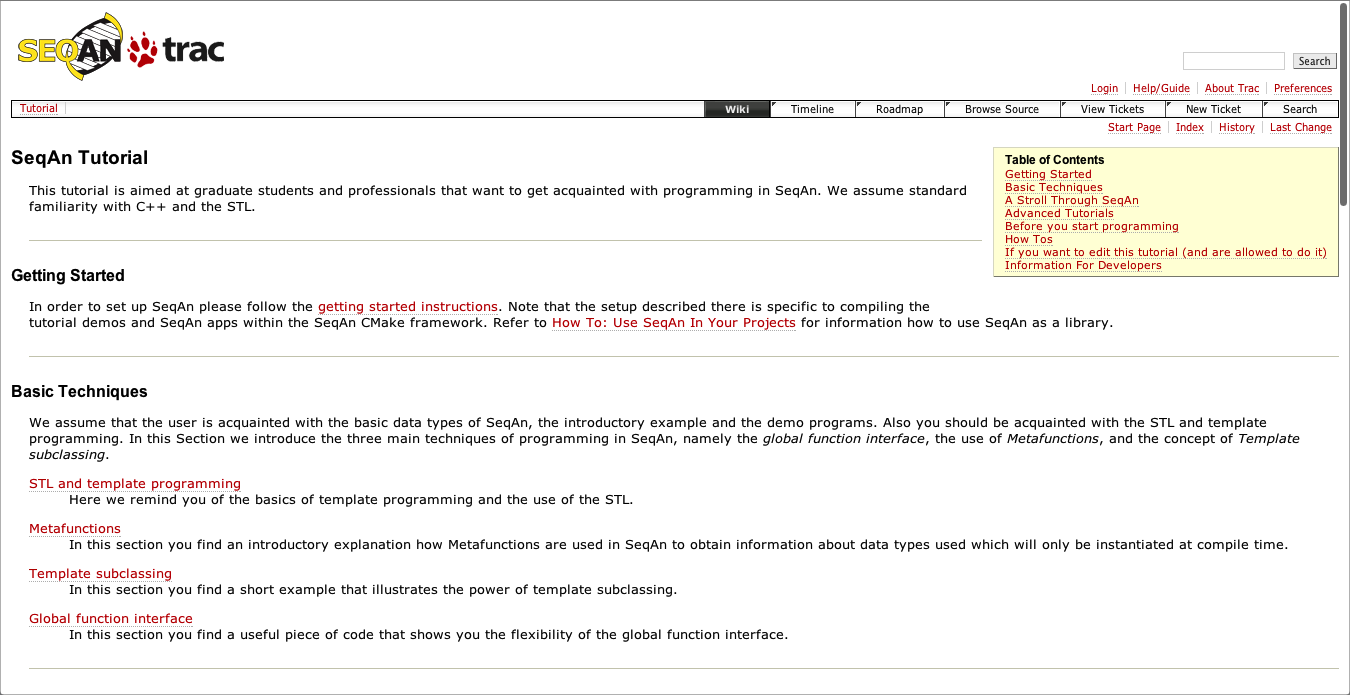 SEQAN trac
Search
Login Help/Guide About Trac Preferences
Tutorial Wiki Timeline Roadmap Browse Source View Tickets New Ticket Search
Start Page Index History Last Change
SeqAn Tutorial
This tutorial is aimed at graduate students and professionals that want to get acquainted with programming in SeqAn. We assume standard
familiarity with C++ and the STL.
Table of Contents
Getting Started
Basic Techniques
A Stroll Through SeqAn
Advanced Tutorials
Before you start programming
How Tos
If you want to edit this tutorial (and are allowed to do it)
Information For Developers
Getting Started
In order to set up SeqAn please follow the getting started instructions. Note that the setup described there is specific to compiling the
tutorial demos and SeqAn apps within the SeqAn CMake framework. Refer to How To: Use SeqAn In Your Projects for information how to use SeqAn as a library.
Basic Techniques
We assume that the user is acquainted with the basic data types of SeqAn, the introductory example and the demo programs. Also you should be acquainted with the STL and template
programming. In this Section we introduce the three main techniques of programming in SeqAn, namely the global function interface, the use of Metafunctions, and the concept of Template
subclassing.
STL and template programming
Here we remind you of the basics of template programming and the use of the STL.
Metafunctions
In this section you find an introductory explanation how Metafunctions are used in SeqAn to obtain information about data types used which will only be instantiated at compile time.
Template subclassing
In this section you find a short example that illustrates the power of template subclassing.
Global function interface
In this section you find a useful piece of code that shows you the flexibility of the global function interface.